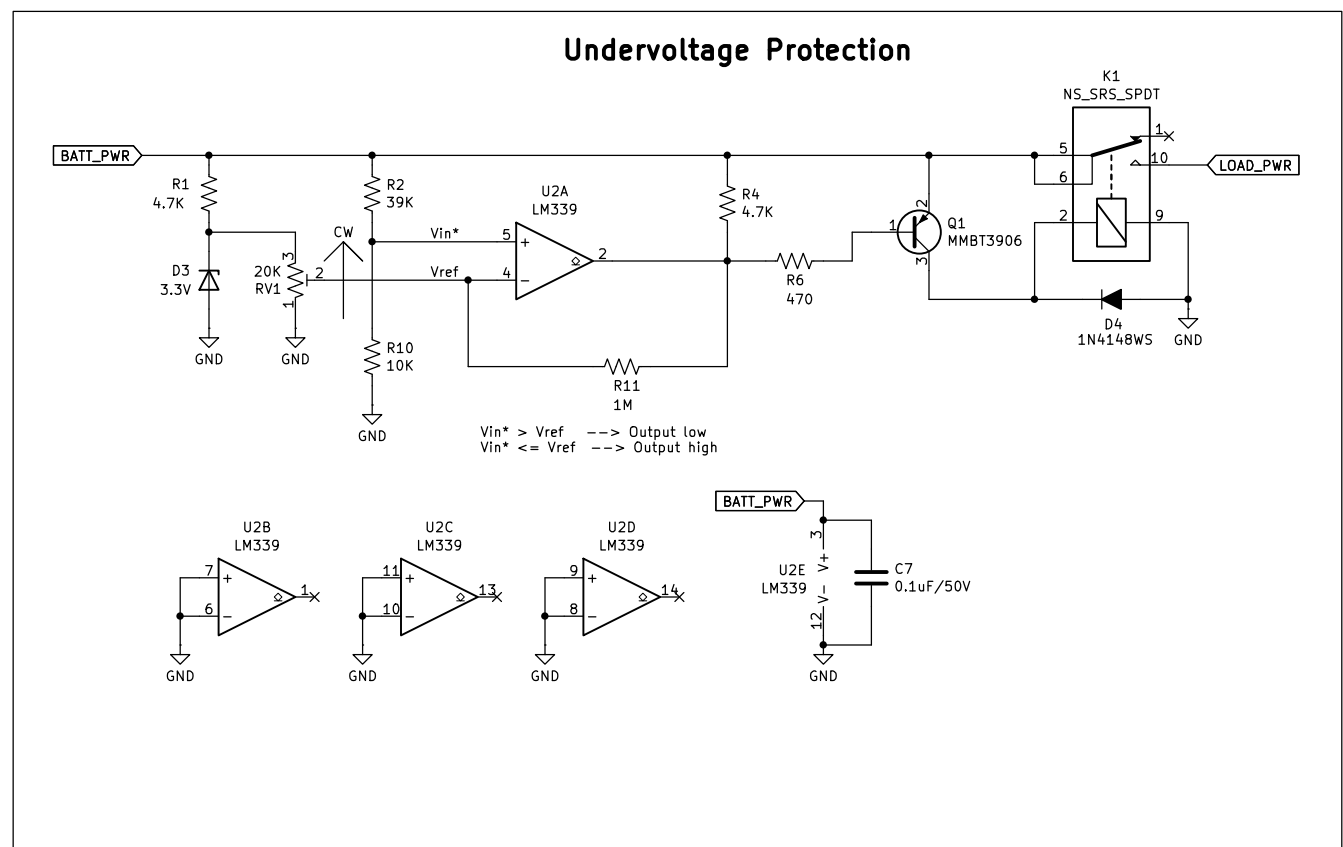 Undervoltage Protection
K1
NS_SRS_SPDT
BATT_PWR
5
1
6
10
LOAD_PWR
2
9
R1
4.7K
R2
39K
R4
4.7K
U2A
LM339
Q1
MMBT3906
1
2
3
CW
Vin*
5
+
2
Vref
4
−
D3
3.3V
20K
RV1
3
2
1
R6
470
D4
1N4148WS
GND
GND
GND
R10
10K
R11
1M
GND
Vin* > Vref --> Output low
Vin* <= Vref --> Output high
BATT_PWR
U2B
LM339
7
+
6
−
1
GND
U2C
LM339
11
+
10
−
13
GND
U2D
LM339
9
+
8
−
14
GND
3
V+
U2E
LM339
V−
12
C7
0.1uF/50V
GND